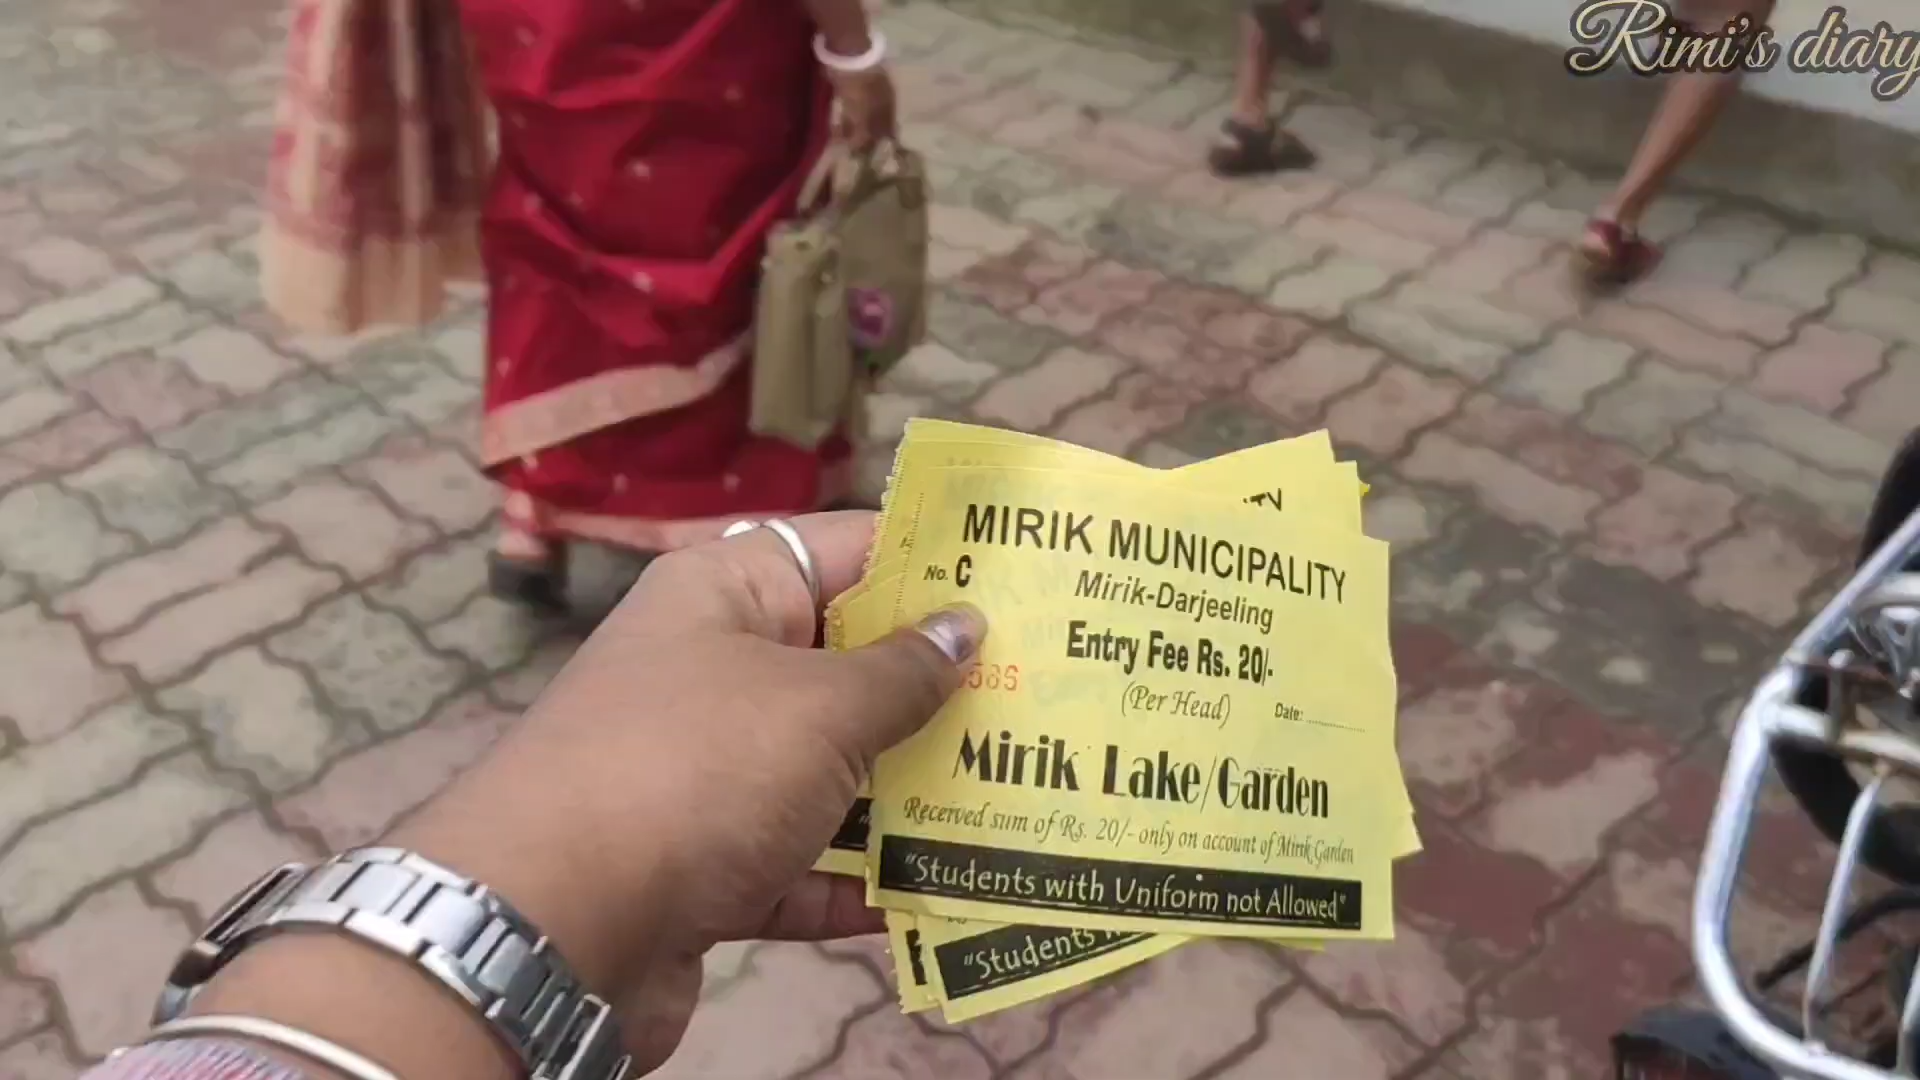 Rimi's diary
MIRIK MUNICIPALITY
No. C
Mirik-Darjeeling
Entry Fee Rs. 20/-
586
(Per Head)
Date:
Mirik Lake/Garden
Received sum of Rs. 20/- only on account of Mirik Garden
"Students with Uniform not Allowed"
"Students